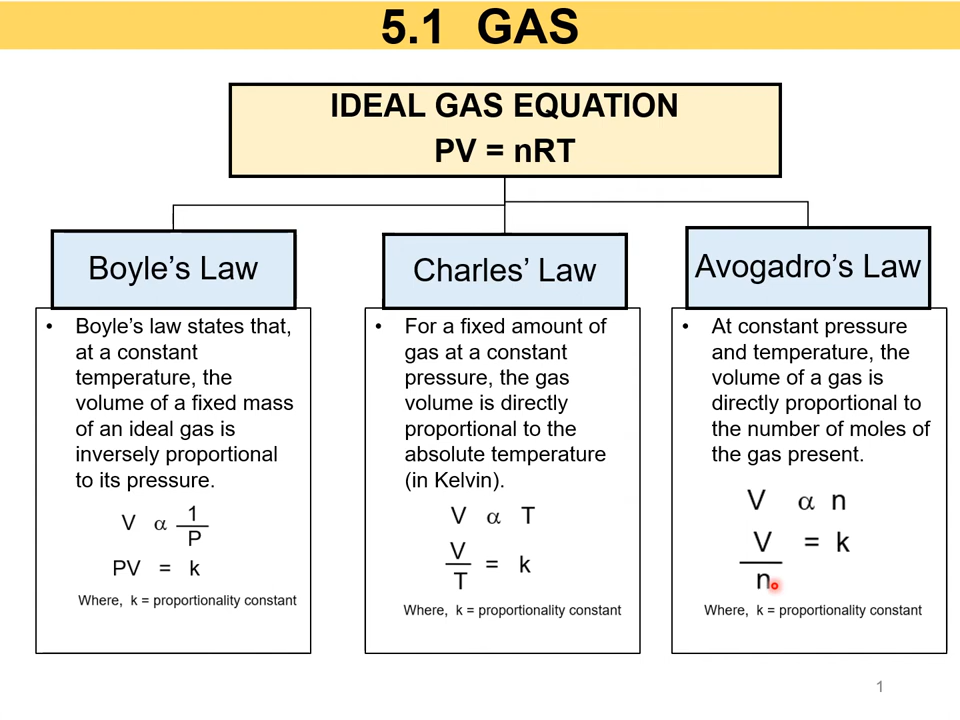 5.1 GAS
IDEAL GAS EQUATION
PV = nRT
Boyle’s Law
• Boyle’s law states that,
at a constant
temperature, the
volume of a fixed mass
of an ideal gas is
inversely proportional
to its pressure.
V α 1
P
PV = k
Where, k = proportionality constant
Charles’ Law
• For a fixed amount of
gas at a constant
pressure, the gas
volume is directly
proportional to the
absolute temperature
(in Kelvin).
V α T
V
= k
T
Where, k = proportionality constant
Avogadro’s Law
• At constant pressure
and temperature, the
volume of a gas is
directly proportional to
the number of moles of
the gas present.
V α n
V = k
n
Where, k = proportionality constant
1